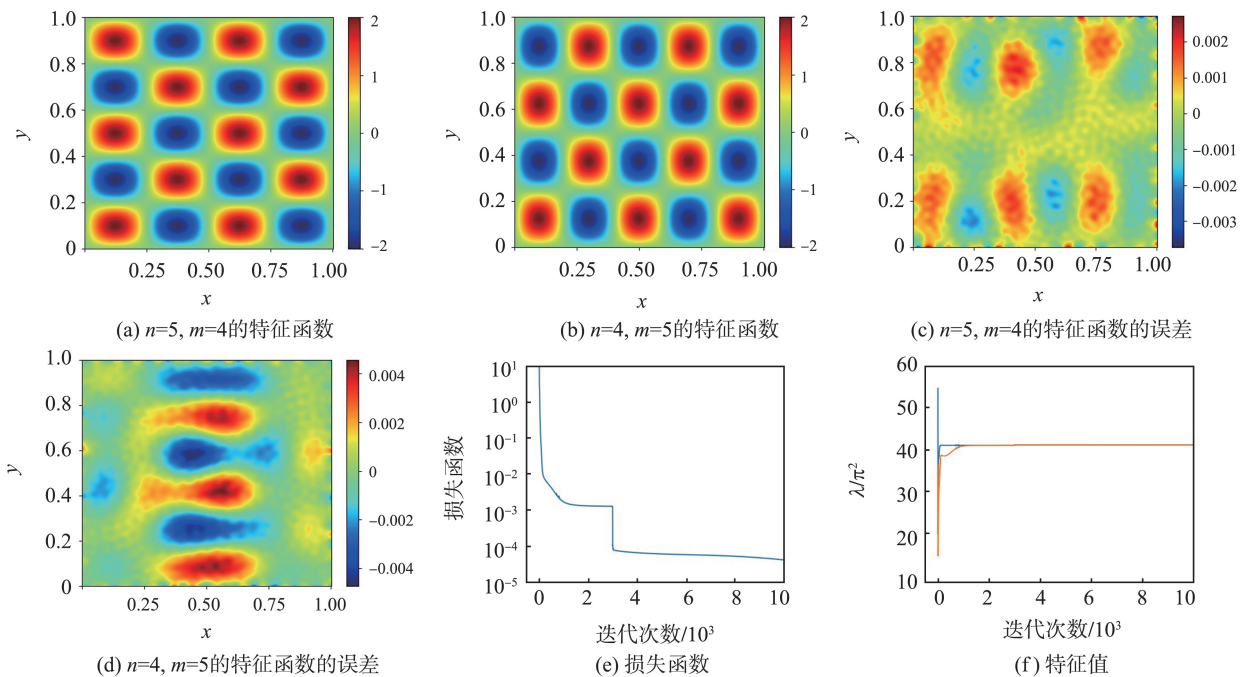 1.0
0.8
0.6
0.4
0.2
0
y
0.25 0.50 0.75 1.00
x
2
1
0
−1
−2
(a) n=5, m=4的特征函数
1.0
0.8
0.6
0.4
0.2
0
y
0.25 0.50 0.75 1.00
x
2
1
0
−1
−2
(b) n=4, m=5的特征函数
1.0
0.8
0.6
0.4
0.2
0
y
0.25 0.50 0.75 1.00
x
0.002
0.001
0
−0.001
−0.002
−0.003
(c) n=5, m=4的特征函数的误差
1.0
0.8
0.6
0.4
0.2
0
y
0.25 0.50 0.75 1.00
x
0.004
0.002
0
−0.002
−0.004
(d) n=4, m=5的特征函数的误差
10¹
10⁰
10⁻¹
10⁻²
10⁻³
10⁻⁴
10⁻⁵
损失函数
0 2 4 6 8 10
迭代次数/10³
(e) 损失函数
60
50
40
30
20
10
λ/π²
0 2 4 6 8 10
迭代次数/10³
(f) 特征值